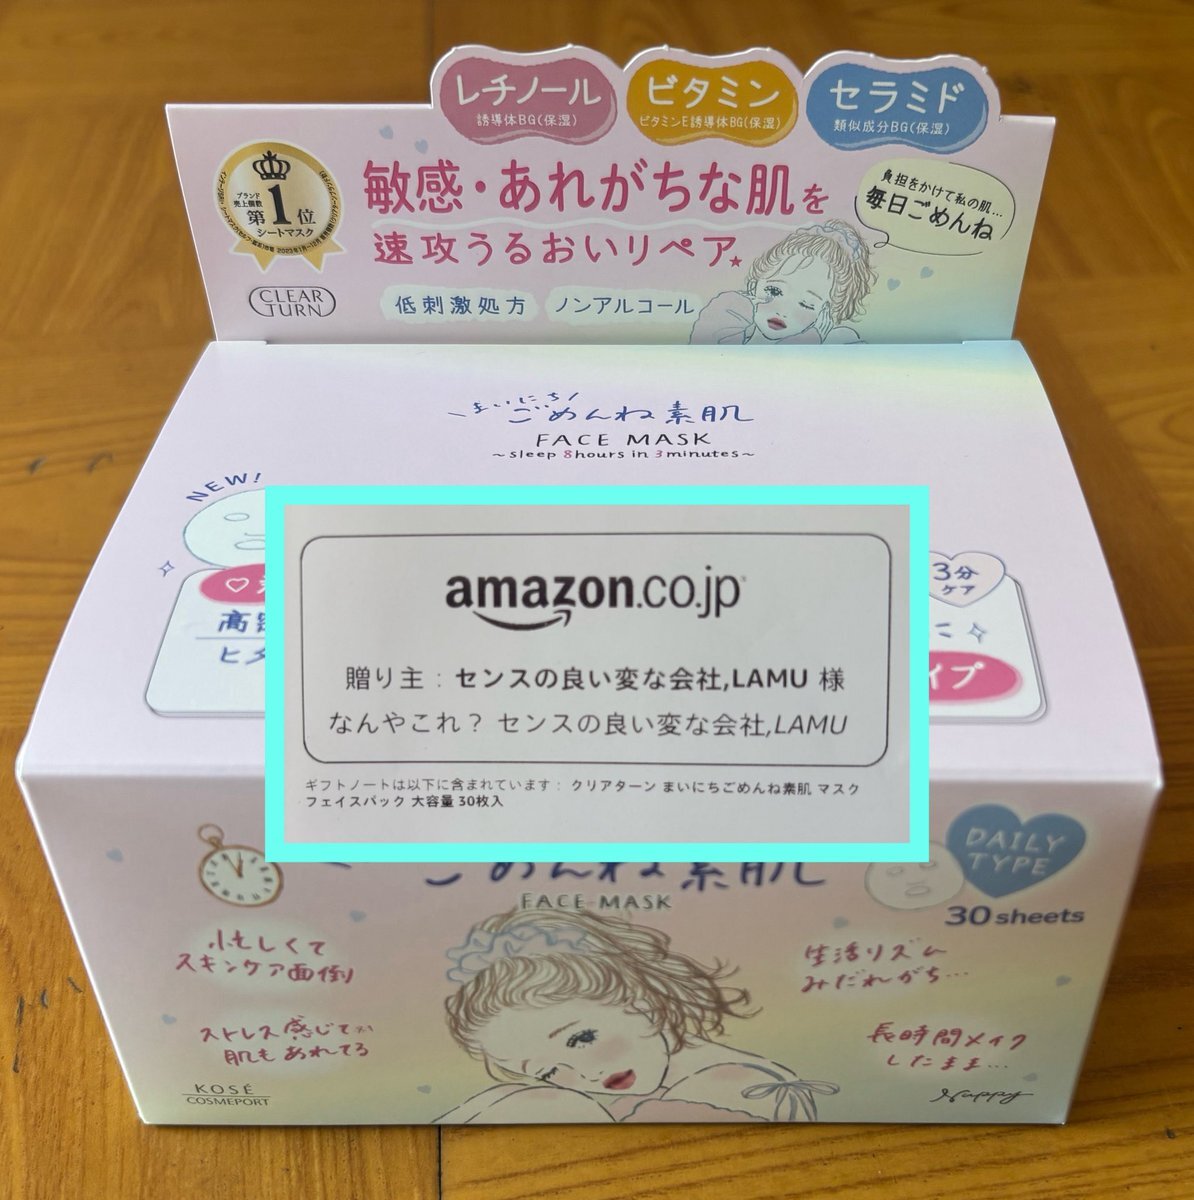 レチノール
誘導体BG(保湿)
ビタミン
ビタミンE誘導体BG(保湿)
セラミド
類似成分BG(保湿)
ブランド
売上個数
第1位
シートマスク
敏感・あれがちな肌を
速攻うるおいリペア
負担をかけて私の肌…
毎日ごめんね
CLEAR
TURN
低刺激処方
ノンアルコール
まいにち
ごめんね素肌
FACE MASK
~sleep 8hours in 3minutes~
NEW!
3分
ケア
高
イプ
amazon.co.jp
贈り主：センスの良い変な会社,LAMU 様
なんやこれ？ センスの良い変な会社,LAMU
ギフトノートは以下に含まれています： クリアターン まいにちごめんね素肌 マスク
フェイスパック 大容量 30枚入
ごめんね素肌
FACE MASK
DAILY
TYPE
30 sheets
忙しくて
スキンケア面倒
生活リズム
みだれがち…
ストレス感じて
肌もあれてる
長時間メイク
したまま…
KOSÉ
COSMEPORT
Nappy